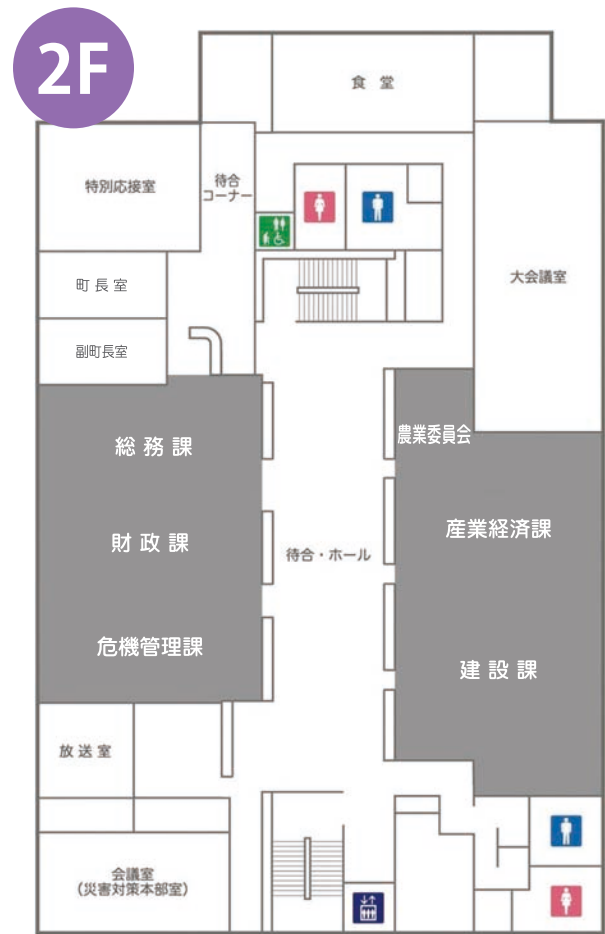 2F
食 堂
特別応接室
待合
コーナー
町 長 室
大会議室
副町長室
総 務 課
農業委員会
財 政 課
産業経済課
待合・ホール
危機管理課
建 設 課
放 送 室
会議室
(災害対策本部室)